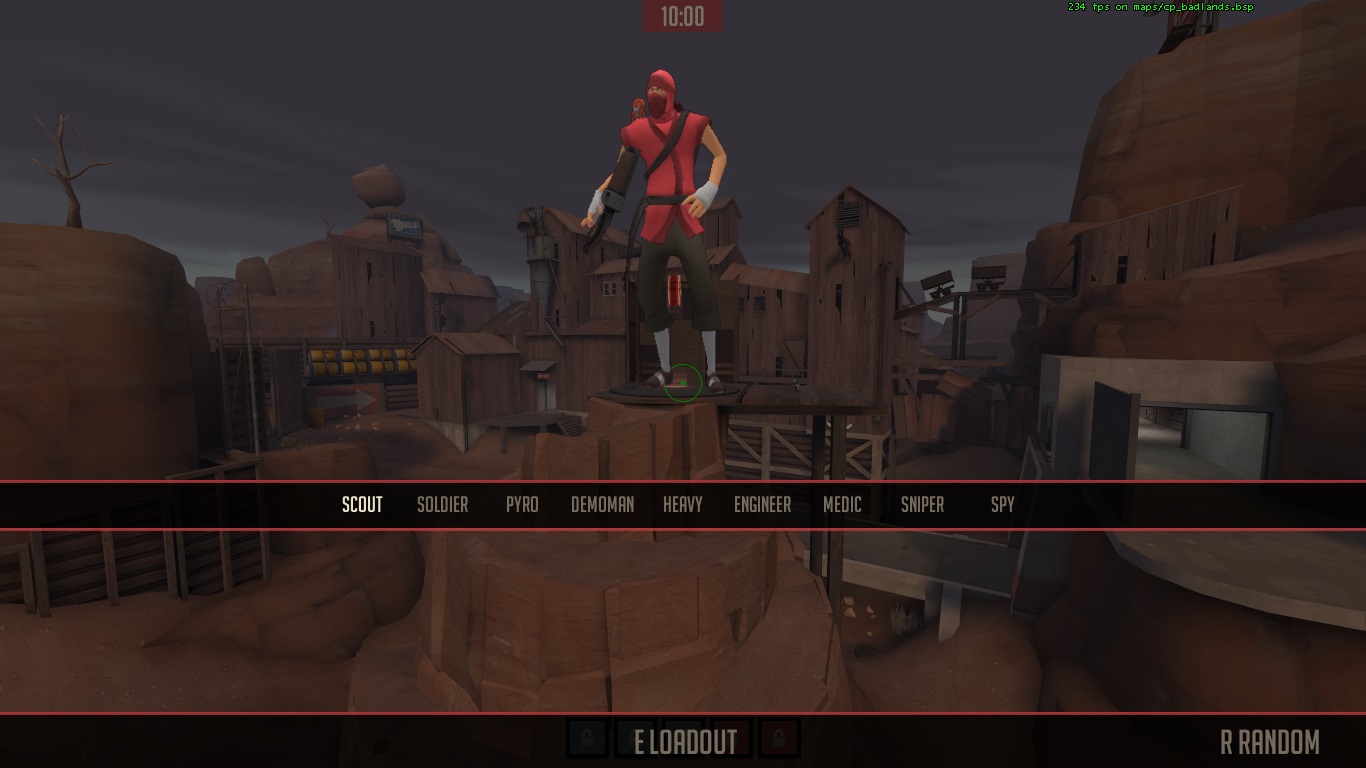 10:00
234 fps on maps/cp_badlands.bsp
SCOUT SOLDIER PYRO DEMOMAN HEAVY ENGINEER MEDIC SNIPER SPY
E LOADOUT
R RANDOM